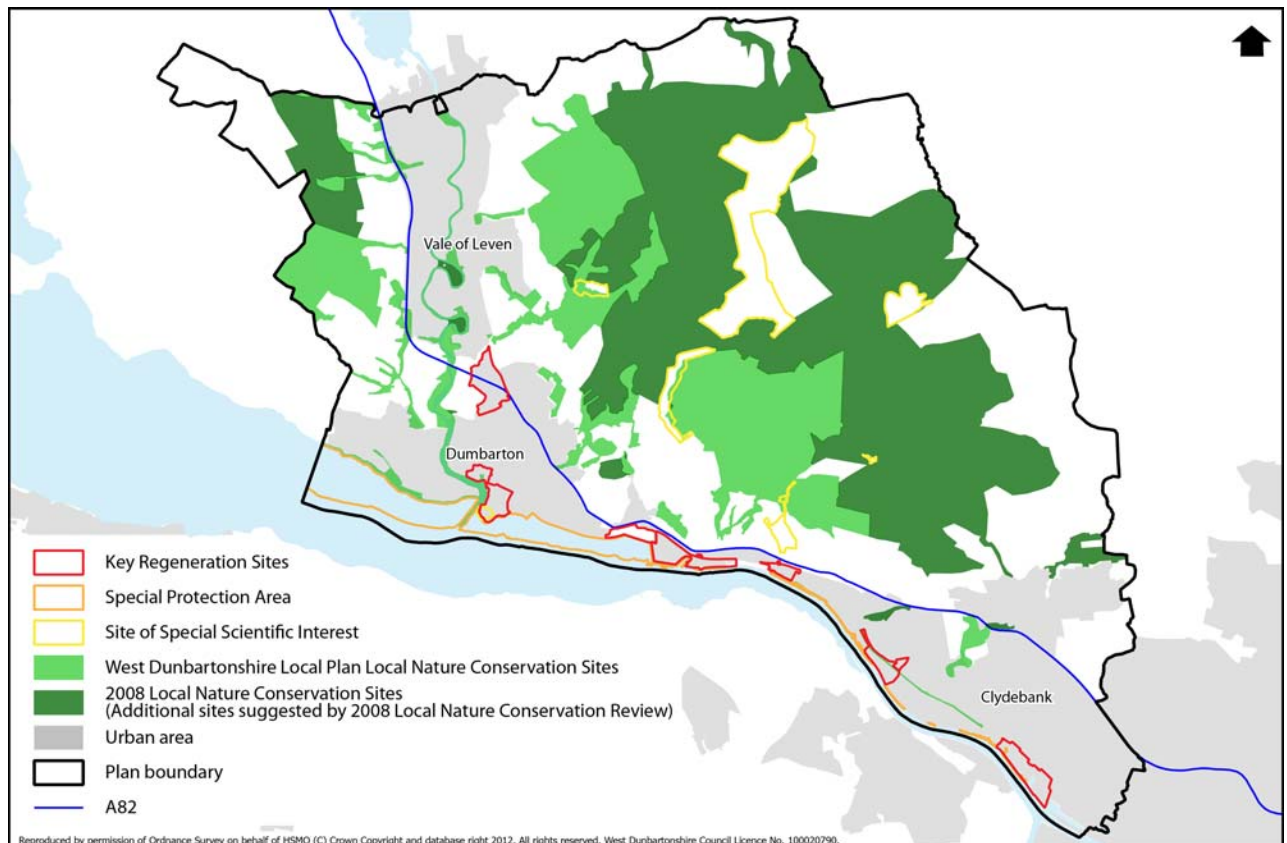 Vale of Leven
Dumbarton
Clydebank
Key Regeneration Sites
Special Protection Area
Site of Special Scientific Interest
West Dunbartonshire Local Plan Local Nature Conservation Sites
2008 Local Nature Conservation Sites
(Additional sites suggested by 2008 Local Nature Conservation Review)
Urban area
Plan boundary
A82
Reproduced by permission of Ordnance Survey on behalf of HSMO (C) Crown Copyright and database right 2012. All rights reserved. West Dunbartonshire Council Licence No. 100020790.